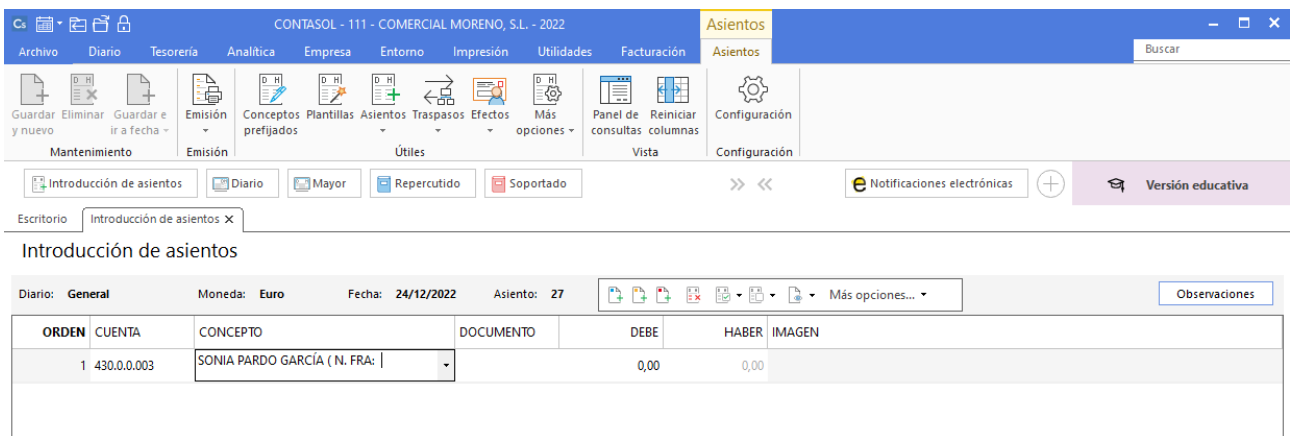 Cs CONTASOL - 111 - COMERCIAL MORENO, S.L. - 2022 Asientos
Archivo Diario Tesorería Analítica Empresa Entorno Impresión Utilidades Facturación Asientos Buscar
D H D H D H D H D H
Guardar Eliminar Guardar e Emisión Conceptos Plantillas Asientos Traspasos Efectos Más Panel de Reiniciar Configuración
y nuevo ir a fecha prefijados opciones consultas columnas
Mantenimiento Emisión Útiles Vista Configuración
Introducción de asientos Diario Mayor Repercutido Soportado e Notificaciones electrónicas Versión educativa
Escritorio Introducción de asientos X
Introducción de asientos
Diario: General Moneda: Euro Fecha: 24/12/2022 Asiento: 27 Más opciones... Observaciones
ORDEN CUENTA CONCEPTO DOCUMENTO DEBE HABER IMAGEN
1 430.0.0.003 SONIA PARDO GARCÍA ( N. FRA: 0,00 0,00